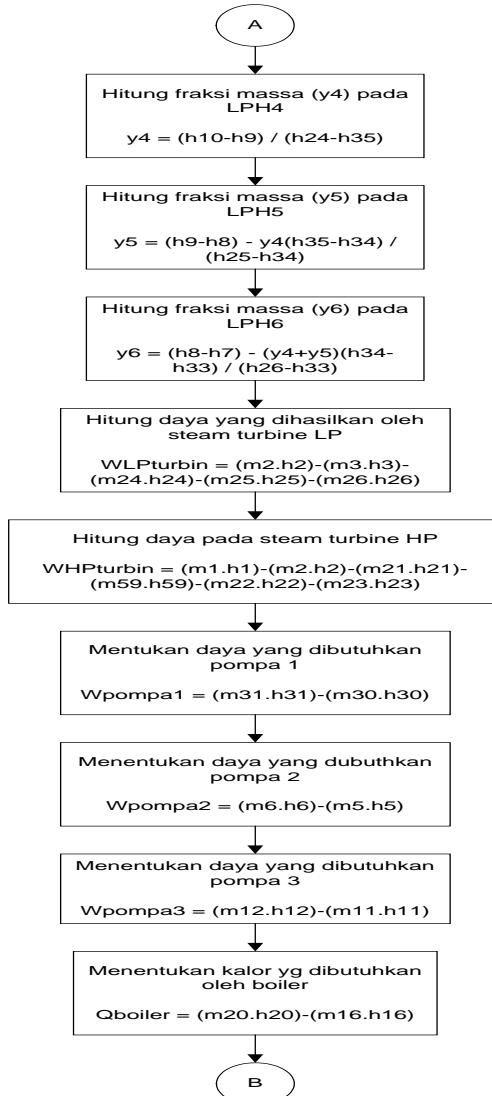 A
Hitung fraksi massa (y4) pada
LPH4
y4 = (h10-h9) / (h24-h35)
Hitung fraksi massa (y5) pada
LPH5
y5 = (h9-h8) - y4(h35-h34) /
(h25-h34)
Hitung fraksi massa (y6) pada
LPH6
y6 = (h8-h7) - (y4+y5)(h34-
h33) / (h26-h33)
Hitung daya yang dihasilkan oleh
steam turbine LP
WLPturbin = (m2.h2)-(m3.h3)-
(m24.h24)-(m25.h25)-(m26.h26)
Hitung daya pada steam turbine HP
WHPturbin = (m1.h1)-(m2.h2)-(m21.h21)-
(m59.h59)-(m22.h22)-(m23.h23)
Mentukan daya yang dibutuhkan
pompa 1
Wpompa1 = (m31.h31)-(m30.h30)
Menentukan daya yang dubuthkan
pompa 2
Wpompa2 = (m6.h6)-(m5.h5)
Menentukan daya yang dibutuhkan
pompa 3
Wpompa3 = (m12.h12)-(m11.h11)
Menentukan kalor yg dibutuhkan
oleh boiler
Qboiler = (m20.h20)-(m16.h16)
B